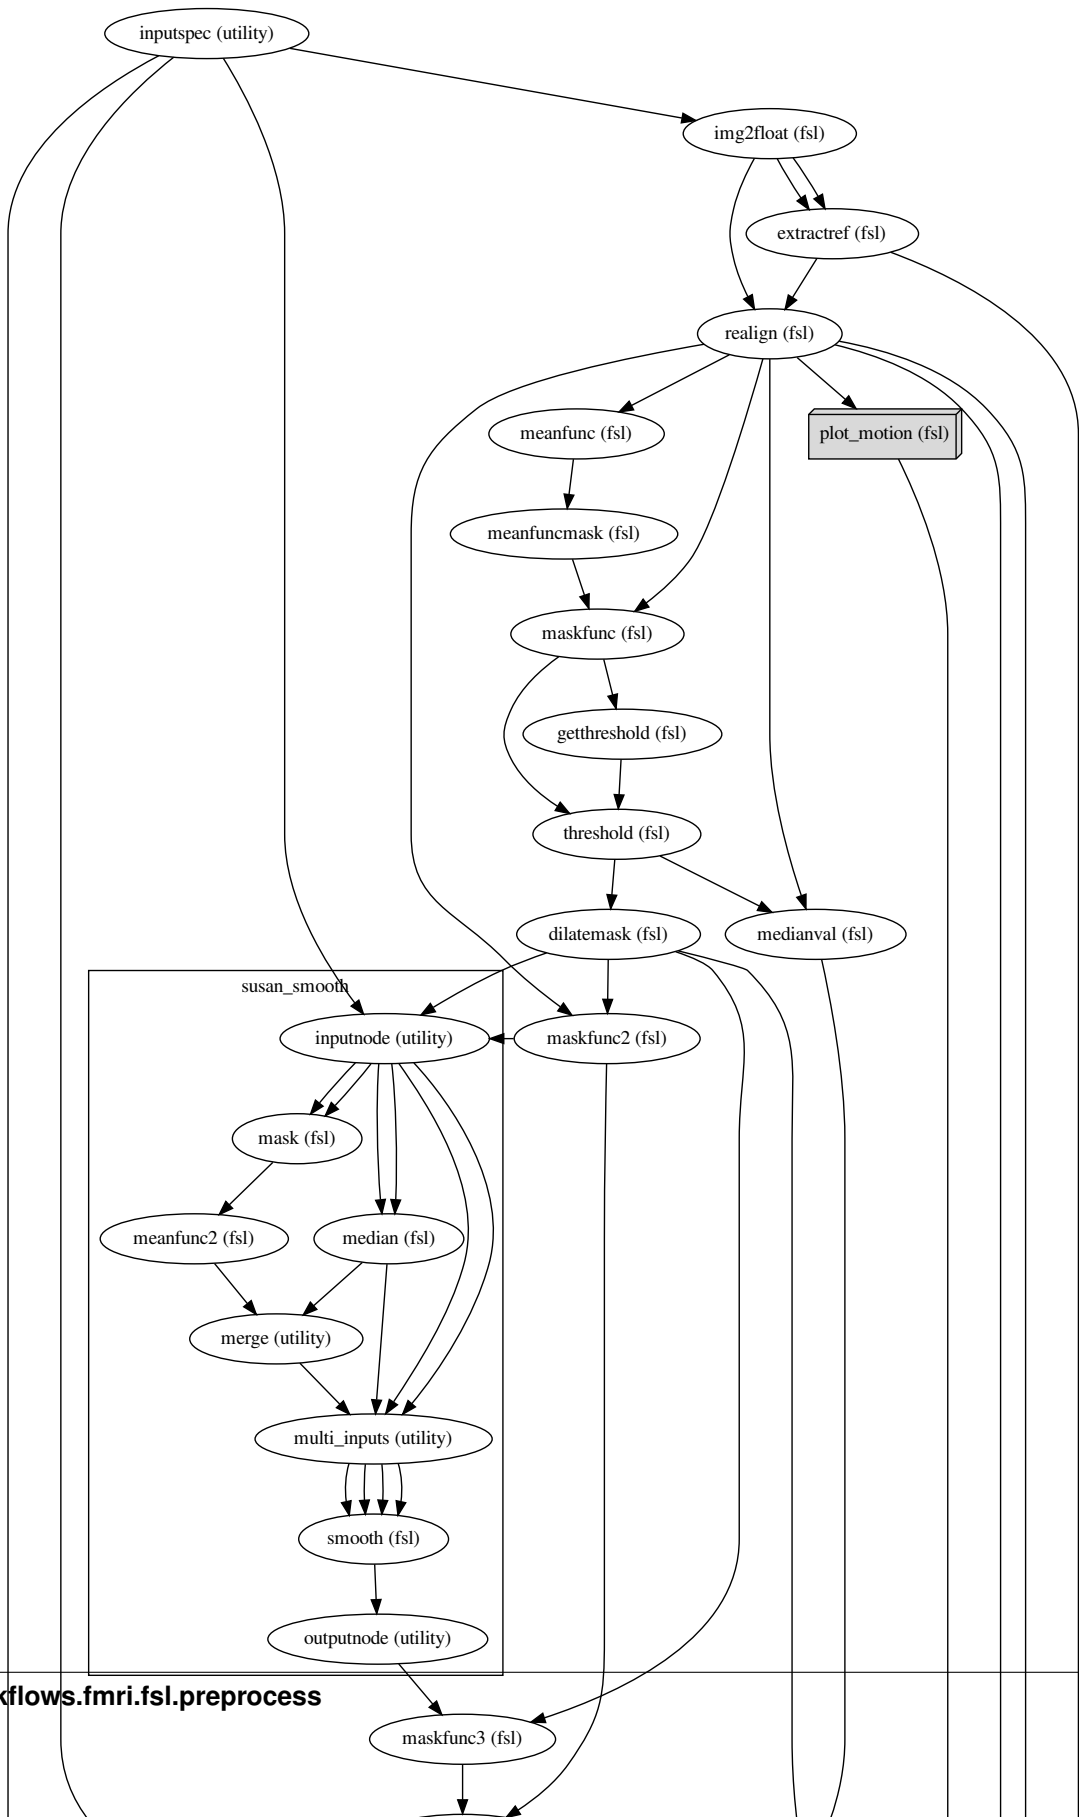 inputspec (utility)
img2float (fsl)
extractref (fsl)
realign (fsl)
meanfunc (fsl)
plot_motion (fsl)
meanfuncmask (fsl)
maskfunc (fsl)
getthreshold (fsl)
threshold (fsl)
dilatemask (fsl)
medianval (fsl)
susan_smooth
inputnode (utility)
maskfunc2 (fsl)
mask (fsl)
meanfunc2 (fsl)
median (fsl)
merge (utility)
multi_inputs (utility)
smooth (fsl)
outputnode (utility)
kflows.fmri.fsl.preprocess
maskfunc3 (fsl)